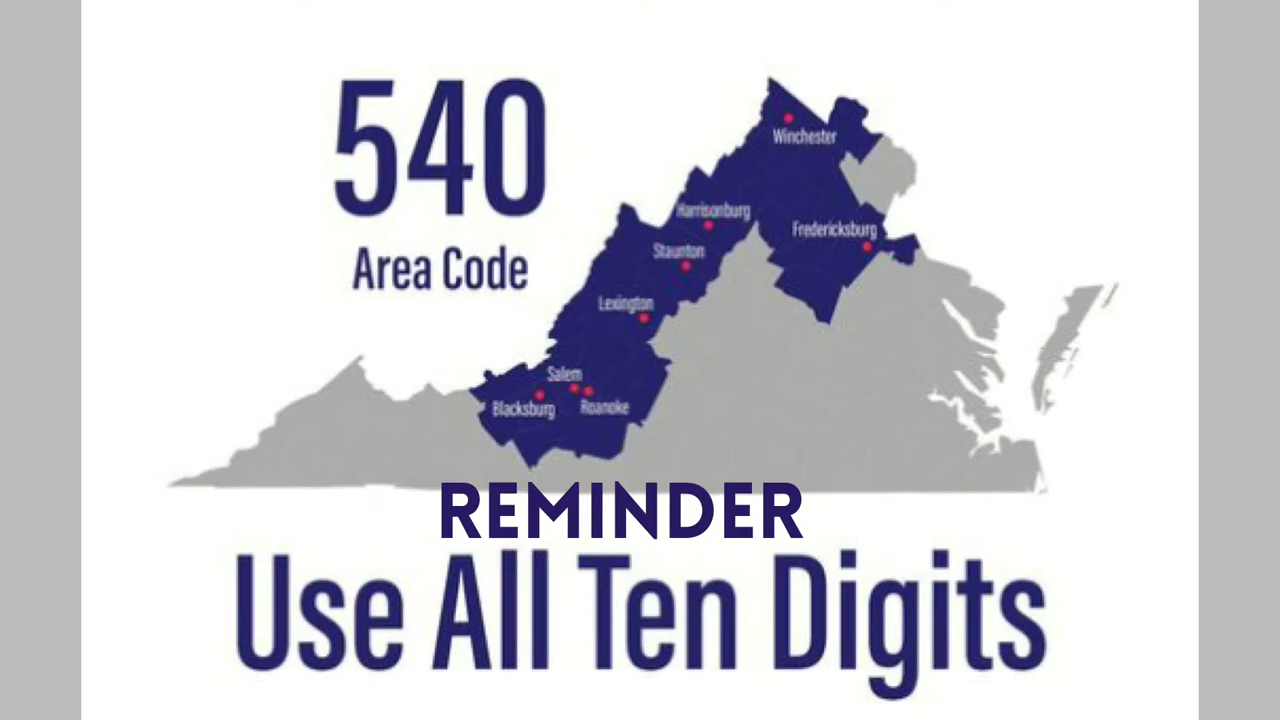 540
Area Code
Winchester
Harrisonburg
Fredericksburg
Staunton
Lexington
Salem
Blacksburg
Roanoke
REMINDER
Use All Ten Digits